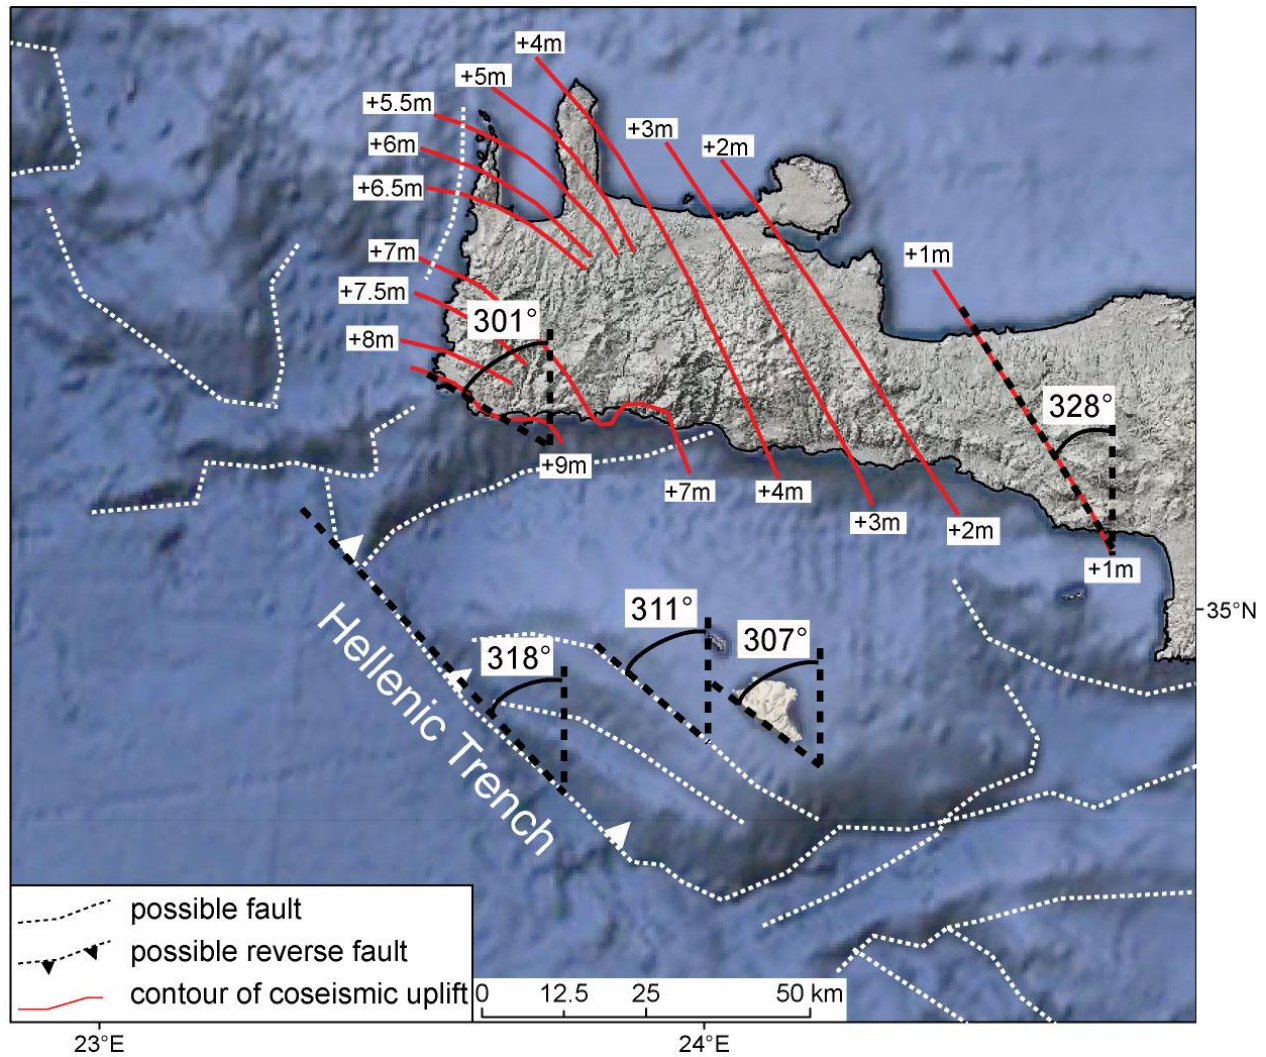 +4m
+5m
+5.5m
+3m
+6m
+2m
+6.5m
+7m
+1m
+7.5m
301°
+8m
328°
+9m
+7m
+4m
+3m
+2m
+1m
35°N
311°
307°
318°
Hellenic Trench
possible fault
possible reverse fault
contour of coseismic uplift
0 12.5 25 50 km
23°E
24°E